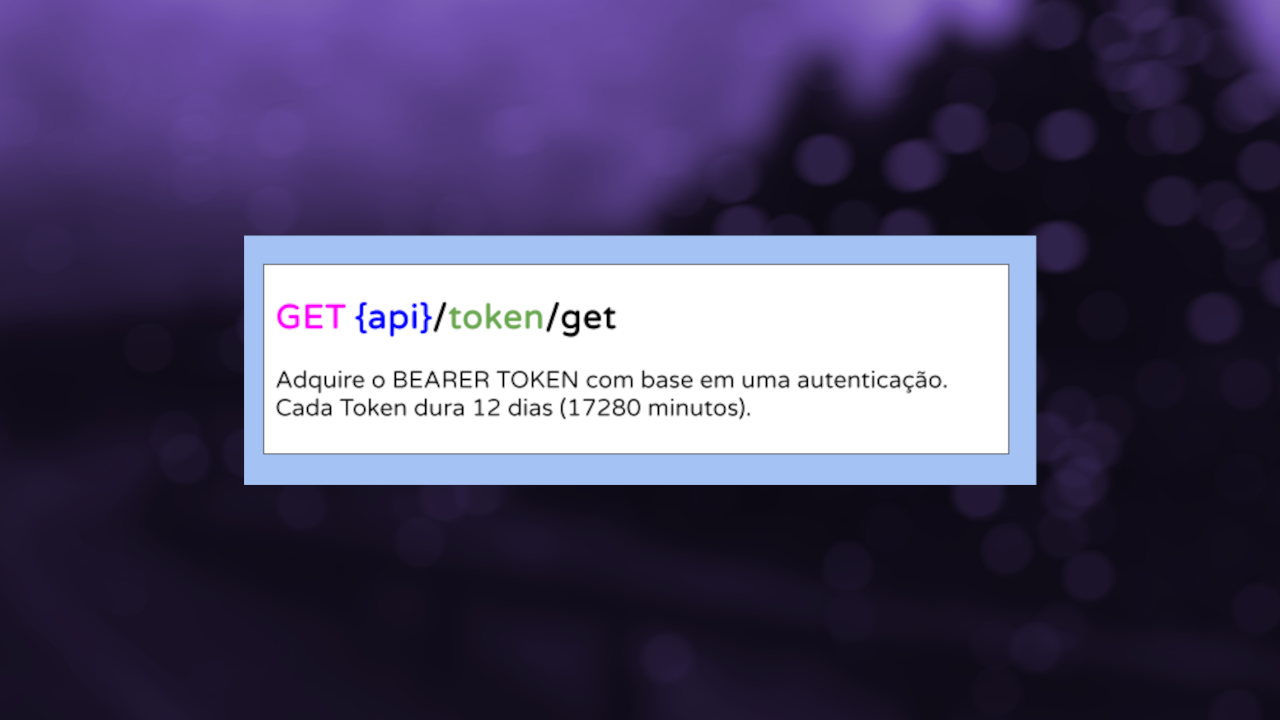 GET {api}/token/get
Adquire o BEARER TOKEN com base em uma autenticação.
Cada Token dura 12 dias (17280 minutos).